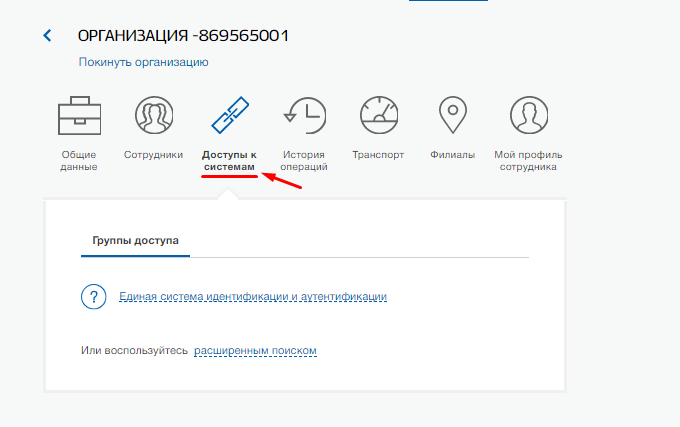 ОРГАНИЗАЦИЯ -869565001
Покинуть организацию
Общие
данные
Сотрудники
Доступы к
системам
История
операций
Транспорт
Филиалы
Мой профиль
сотрудника
Группы доступа
? Единая система идентификации и аутентификации
Или воспользуйтесь расширенным поиском